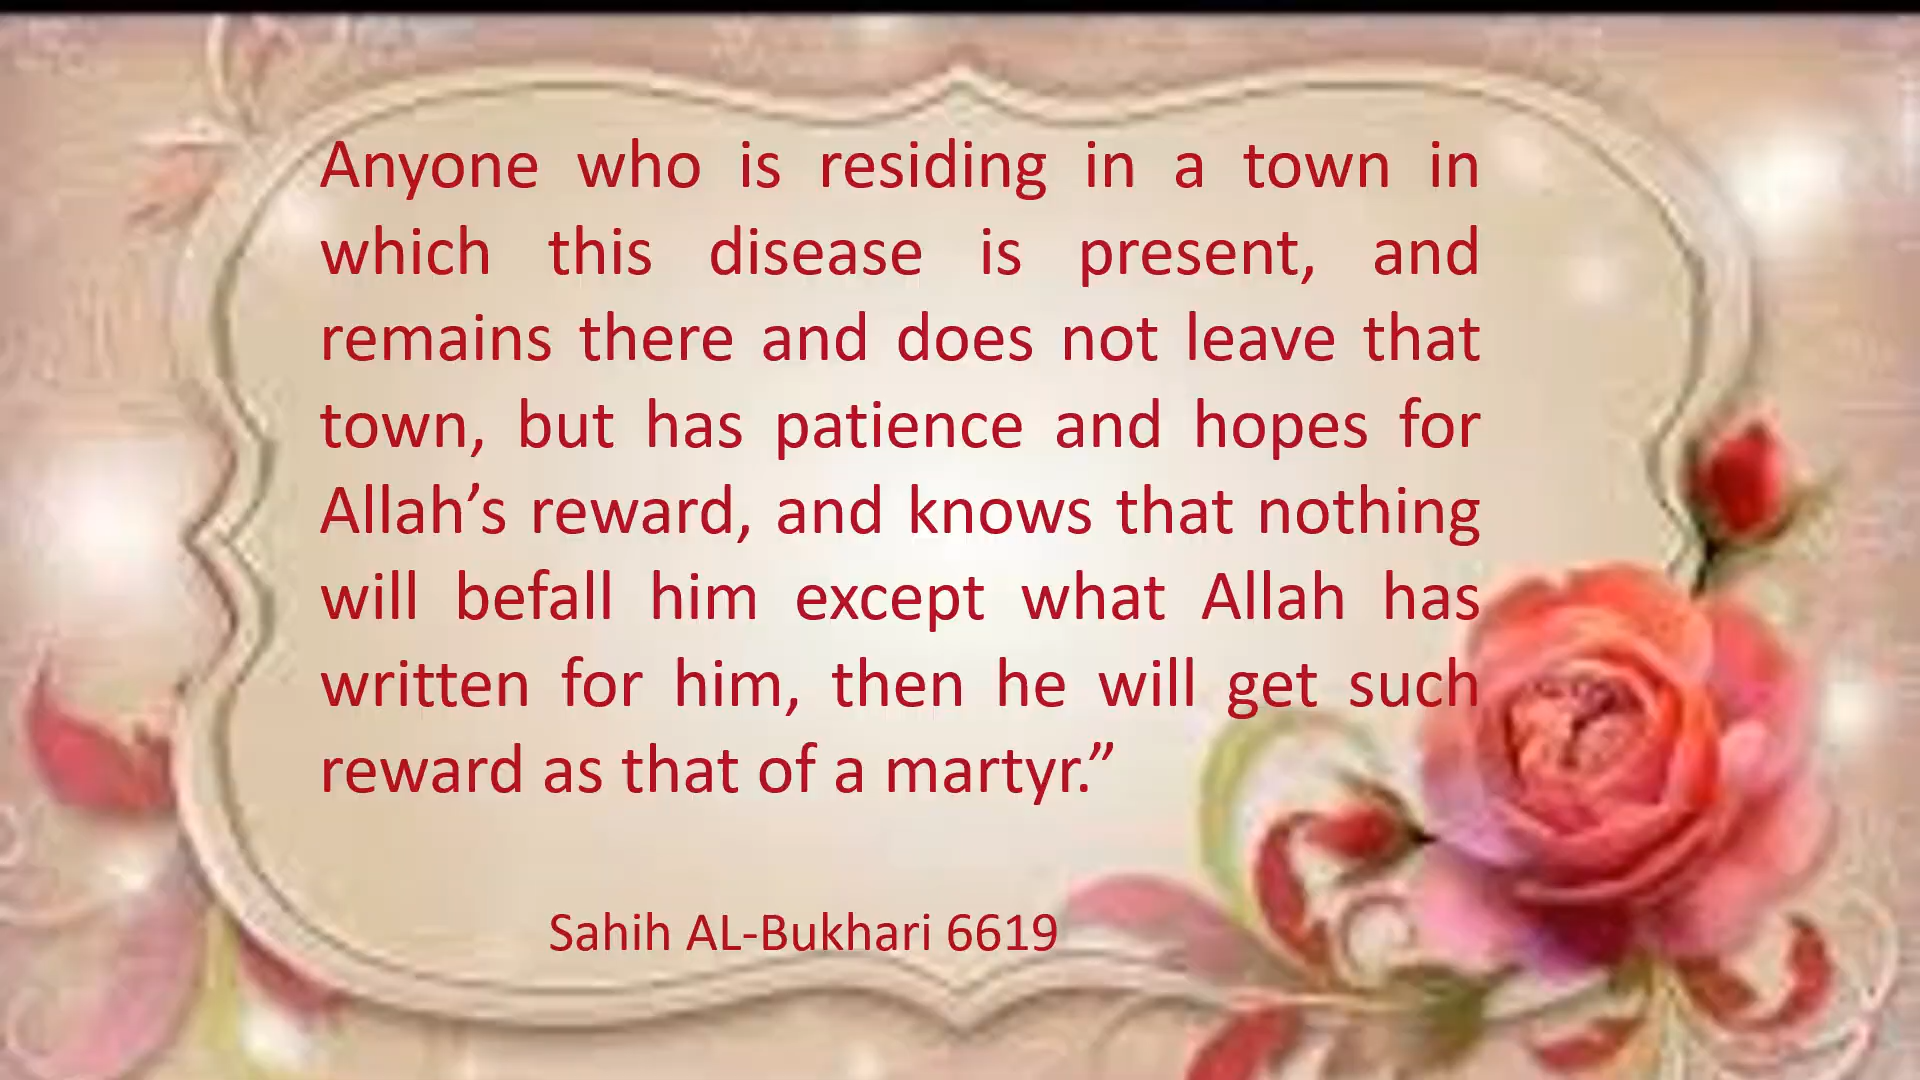 Anyone who is residing in a town in
which this disease is present, and
remains there and does not leave that
town, but has patience and hopes for
Allah’s reward, and knows that nothing
will befall him except what Allah has
written for him, then he will get such
reward as that of a martyr.”
Sahih AL-Bukhari 6619